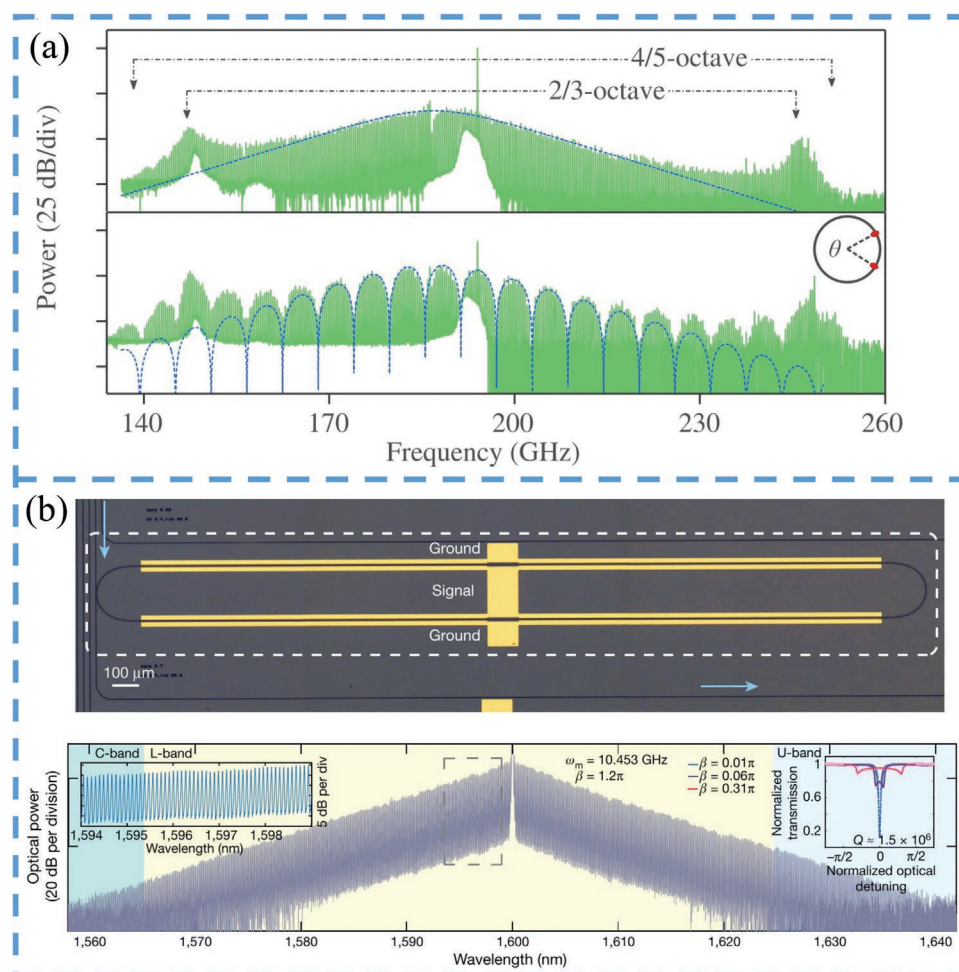 (a)
4/5-octave
2/3-octave
Power (25 dB/div)
θ
140 170 200 230 260
Frequency (GHz)
(b)
Ground
Signal
Ground
100 μm
C-band L-band
5 dB per div
1,594 1,595 1,596 1,597 1,598
Wavelength (nm)
ωm = 10.453 GHz
β = 1.2π
β = 0.01π
β = 0.06π
β = 0.31π
U-band
Normalized transmission
1
0.6
0.2
Q ≈ 1.5 × 10⁶
−π/2 0 π/2
Normalized optical
detuning
Optical power
(20 dB per division)
1,560 1,570 1,580 1,590 1,600 1,610 1,620 1,630 1,640
Wavelength (nm)